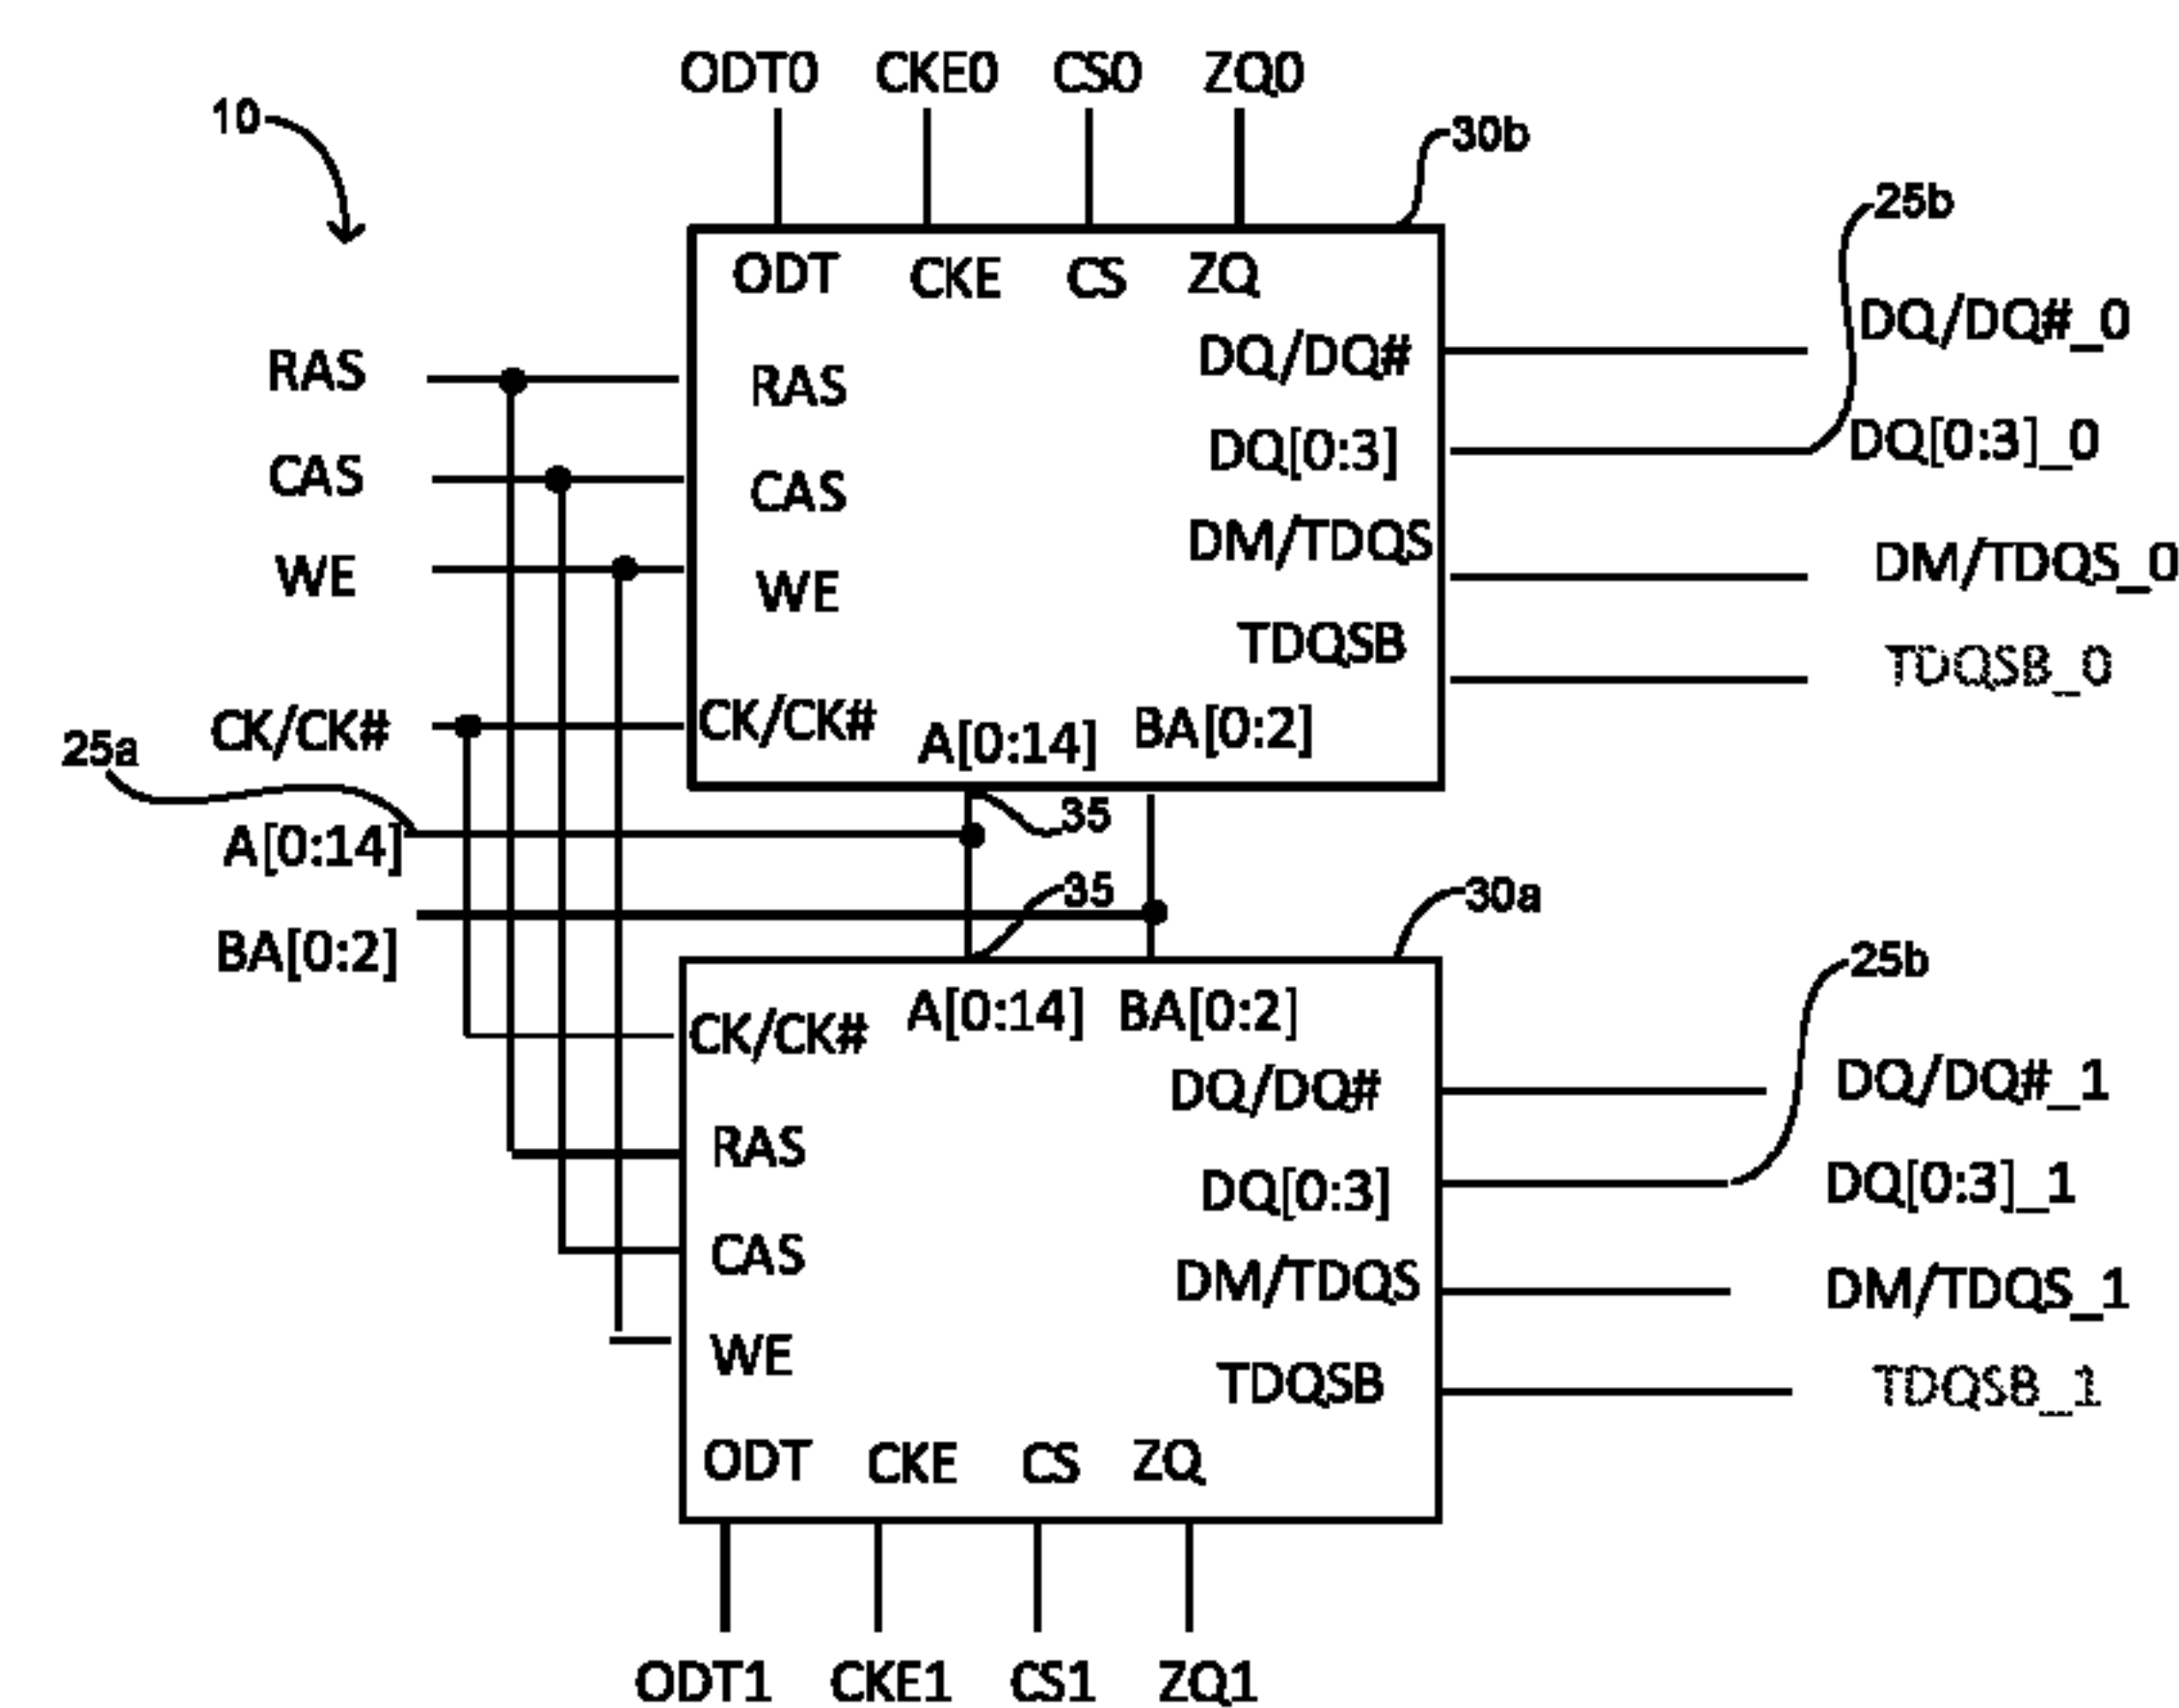 ODT0 CKE0 CS0 ZQ0
10
30b
25b
ODT CKE CS ZQ
DQ/DQ# DQ/DQ#_0
RAS RAS
DQ[0:3] DQ[0:3]_0
CAS CAS
DM/TDQS DM/TDQS_0
WE WE
TDQSB TDQSB_0
CK/CK# CK/CK# A[0:14] BA[0:2]
25a
35
A[0:14]
35
30a
BA[0:2]
25b
CK/CK# A[0:14] BA[0:2]
DQ/DQ# DQ/DQ#_1
RAS
DQ[0:3] DQ[0:3]_1
CAS
DM/TDQS DM/TDQS_1
WE
TDQSB TDQSB_1
ODT CKE CS ZQ
ODT1 CKE1 CS1 ZQ1